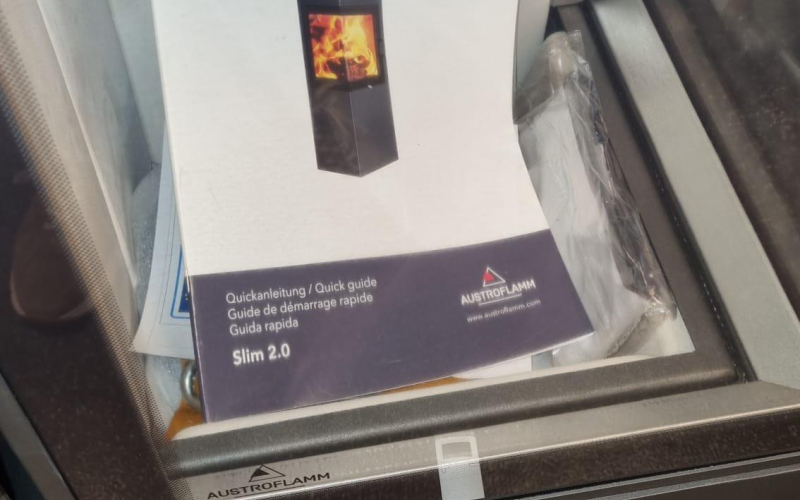 Quickanleitung / Quick guide
Guide de démarrage rapide
Guida rapida
Slim 2.0
AUSTROFLAMM
www.austroflamm.com
AUSTROFLAMM